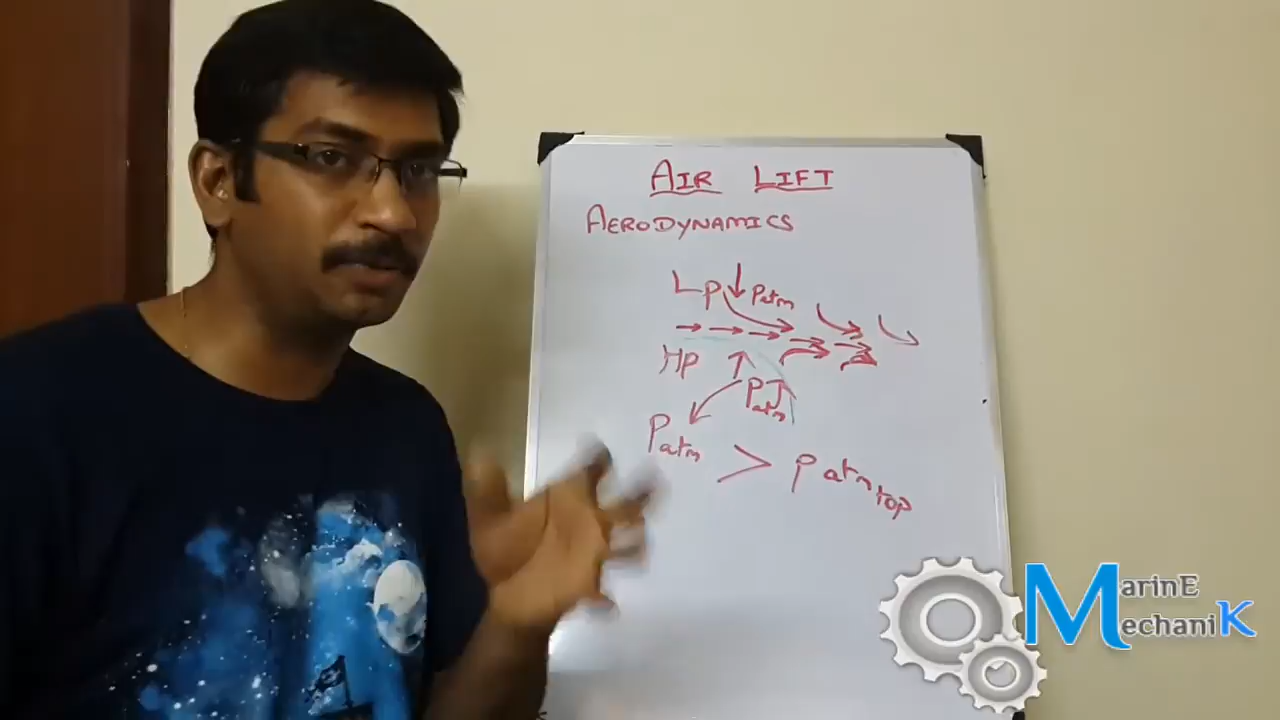 AIR LIFT
AERODYNAMICS
LP Patm
HP
Patm
Patm > Patm top
MarinE
MechaniK